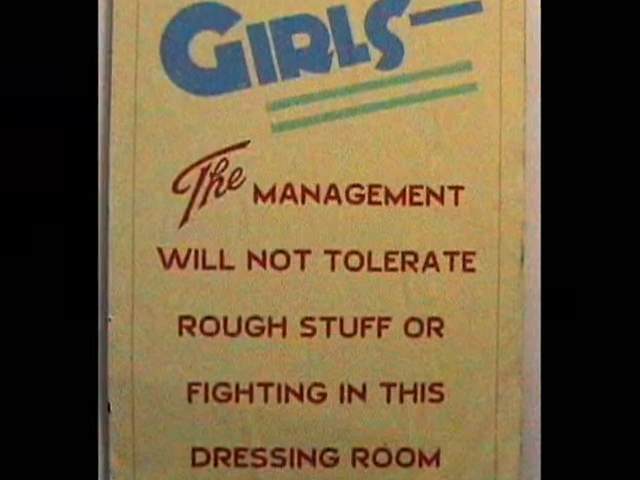 GIRLS—
The MANAGEMENT
WILL NOT TOLERATE
ROUGH STUFF OR
FIGHTING IN THIS
DRESSING ROOM